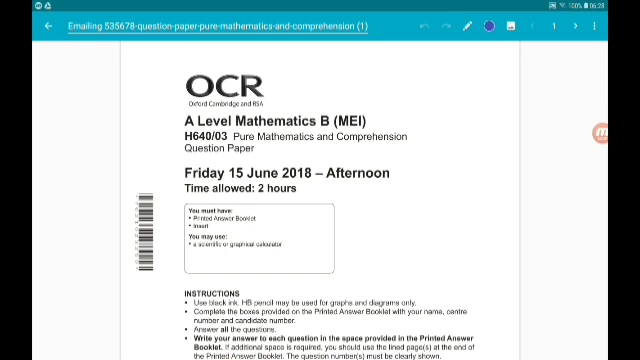 100% 06:28
Emailing 535678-question-paper-pure-mathematics-and-comprehension (1)
1
OCR
Oxford Cambridge and RSA
A Level Mathematics B (MEI)
H640/03 Pure Mathematics and Comprehension
Question Paper
Friday 15 June 2018 – Afternoon
Time allowed: 2 hours
You must have:
• Printed Answer Booklet
• Insert
You may use:
• a scientific or graphical calculator
INSTRUCTIONS
• Use black ink. HB pencil may be used for graphs and diagrams only.
• Complete the boxes provided on the Printed Answer Booklet with your name, centre
number and candidate number.
• Answer all the questions.
• Write your answer to each question in the space provided in the Printed Answer
Booklet. If additional space is required, you should use the lined page(s) at the end of
the Printed Answer Booklet. The question number(s) must be clearly shown.